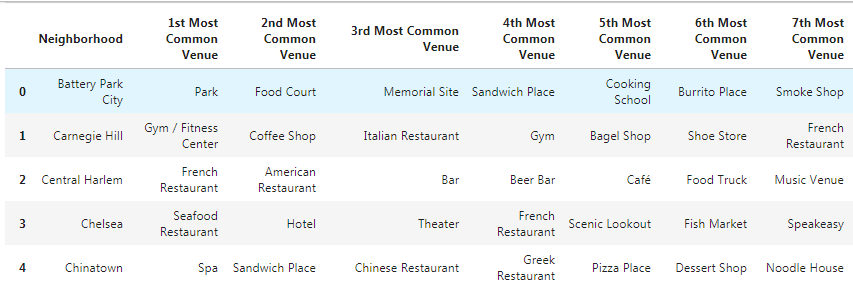 Neighborhood 1st Most Common Venue 2nd Most Common Venue 3rd Most Common Venue 4th Most Common Venue 5th Most Common Venue 6th Most Common Venue 7th Most Common Venue
0 Battery Park City Park Food Court Memorial Site Sandwich Place Cooking School Burrito Place Smoke Shop
1 Carnegie Hill Gym / Fitness Center Coffee Shop Italian Restaurant Gym Bagel Shop Shoe Store French Restaurant
2 Central Harlem French Restaurant American Restaurant Bar Beer Bar Café Food Truck Music Venue
3 Chelsea Seafood Restaurant Hotel Theater French Restaurant Scenic Lookout Fish Market Speakeasy
4 Chinatown Spa Sandwich Place Chinese Restaurant Greek Restaurant Pizza Place Dessert Shop Noodle House